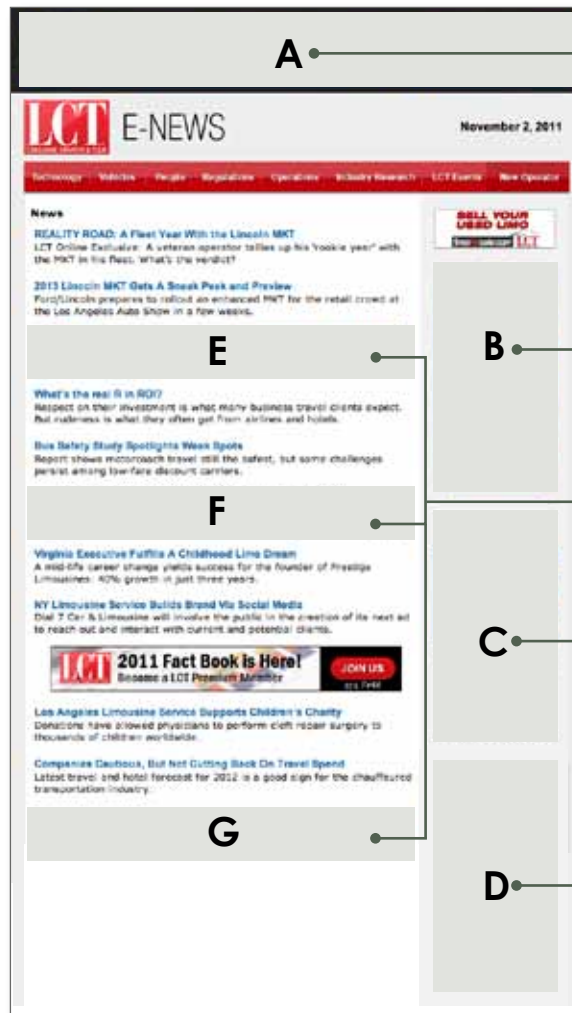 A
LCT E-NEWS
November 2, 2011
Technology Vehicles People Regulations Operations Industry Research LCT Events New Operator
News
REALITY ROAD: A Fleet Year With the Lincoln MKT
LCT Online Exclusive: A veteran operator tallies up his "rookie year" with
the MKT in his fleet. What's the verdict?
2013 Lincoln MKT Gets A Sneak Peek and Preview
Ford/Lincoln prepares to rollout an enhanced MKT for the retail crowd at
the Los Angeles Auto Show in a few weeks.
E
What's the real R in ROI?
Respect on their investment is what many business travel clients expect.
But rudeness is what they often get from airlines and hotels.
Bus Safety Study Spotlights Weak Spots
Report shows motorcoach travel still the safest, but some challenges
persist among low-fare discount carriers.
F
Virginia Executive Fulfills A Childhood Limo Dream
A mid-life career change yields success for the founder of Prestige
Limousines: 40% growth in just three years.
NY Limousine Service Builds Brand Via Social Media
Dial 7 Car & Limousine will involve the public in the creation of its next ad
to reach out and interact with current and potential clients.
LCT 2011 Fact Book is Here!
Become a LCT Premium Member
JOIN US
Los Angeles Limousine Service Supports Children's Charity
Donations have allowed physicians to perform cleft repair surgery to
thousands of children worldwide.
Companies Cautious, But Not Cutting Back On Travel Spend
Latest travel and hotel forecast for 2012 is a good sign for the chauffeured
transportation industry.
G
SELL YOUR
USED LIMO
LCT
B
C
D